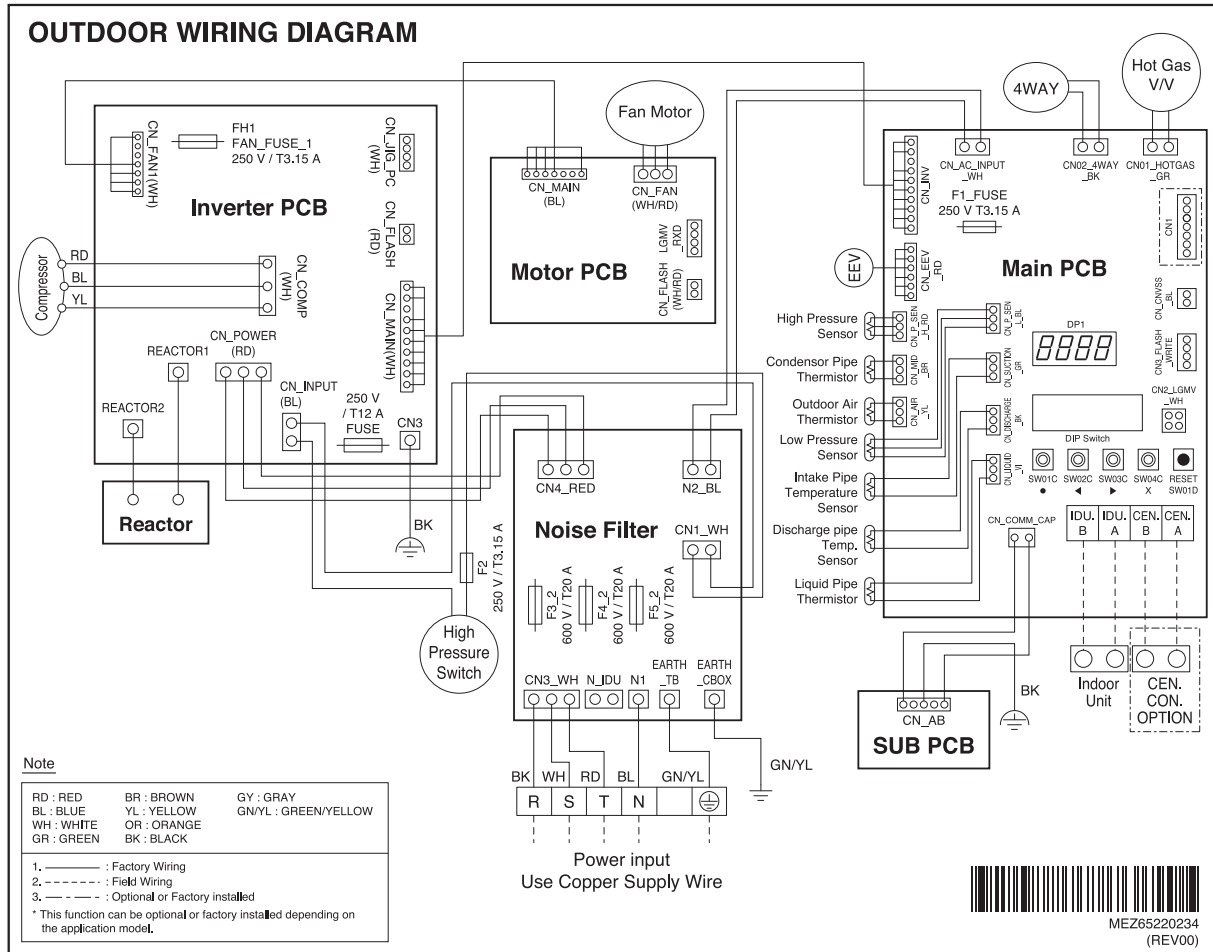 OUTDOOR WIRING DIAGRAM
CN_FAN1(WH)
FH1
FAN_FUSE_1
250 V / T3.15 A
CN_JIG_PC
(WH)
Inverter PCB
CN_FLASH
(RD)
Compressor
RD
BL
YL
CN_COMP
(WH)
CN_MAIN(WH)
CN_POWER
(RD)
REACTOR1
REACTOR2
CN_INPUT
(BL)
250 V
/ T12 A
FUSE
CN3
BK
Reactor
Fan Motor
CN_MAIN
(BL)
CN_FAN
(WH/RD)
LGMV
_RXD
Motor PCB
CN_FLASH
(WH/RD)
4WAY
Hot Gas
V/V
CN_INV
CN_AC_INPUT
_WH
CN02_4WAY
_BK
CN01_HOTGAS
_GR
F1_FUSE
250 V T3.15 A
CN1
EEV
CN_EEV
_RD
Main PCB
CN_CNVSS
_BL
High Pressure
Sensor
CN_P_SEN
_H_RD
CN_P_SEN
L_BL
DP1
CN3_FLASH
_WRITE
Condensor Pipe
Thermistor
CN_MID
_BR
CN_SUCTION
_GR
CN2_LGMV
_WH
Outdoor Air
Thermistor
CN_AIR
_YL
CN_DISCHARGE
_BK
DIP Switch
Low Pressure
Sensor
CN_LIQUID
_VI
Intake Pipe
Temperature
Sensor
SW01C
SW02C
SW03C
SW04C
RESET
●
◀
▶
X
SW01D
Discharge pipe
Temp.
Sensor
Liquid Pipe
Thermistor
CN_COMM_CAP
IDU.
B
IDU.
A
CEN.
B
CEN.
A
Indoor
Unit
CEN.
CON.
OPTION
BK
CN_AB
SUB PCB
CN4_RED
N2_BL
Noise Filter
CN1_WH
F2
250 V / T3.15 A
F3_2
600 V / T20 A
F4_2
600 V / T20 A
F5_2
600 V / T20 A
High
Pressure
Switch
CN3_WH
N_IDU
N1
EARTH
_TB
EARTH
_CBOX
GN/YL
BK
WH
RD
BL
GN/YL
R
S
T
N
Power input
Use Copper Supply Wire
Note
RD : RED BR : BROWN GY : GRAY
BL : BLUE YL : YELLOW GN/YL : GREEN/YELLOW
WH : WHITE OR : ORANGE
GR : GREEN BK : BLACK
1. ———— : Factory Wiring
2. - - - - - - : Field Wiring
3. — - — - — : Optional or Factory installed
* This function can be optional or factory installed depending on
the application model.
MEZ65220234
(REV00)